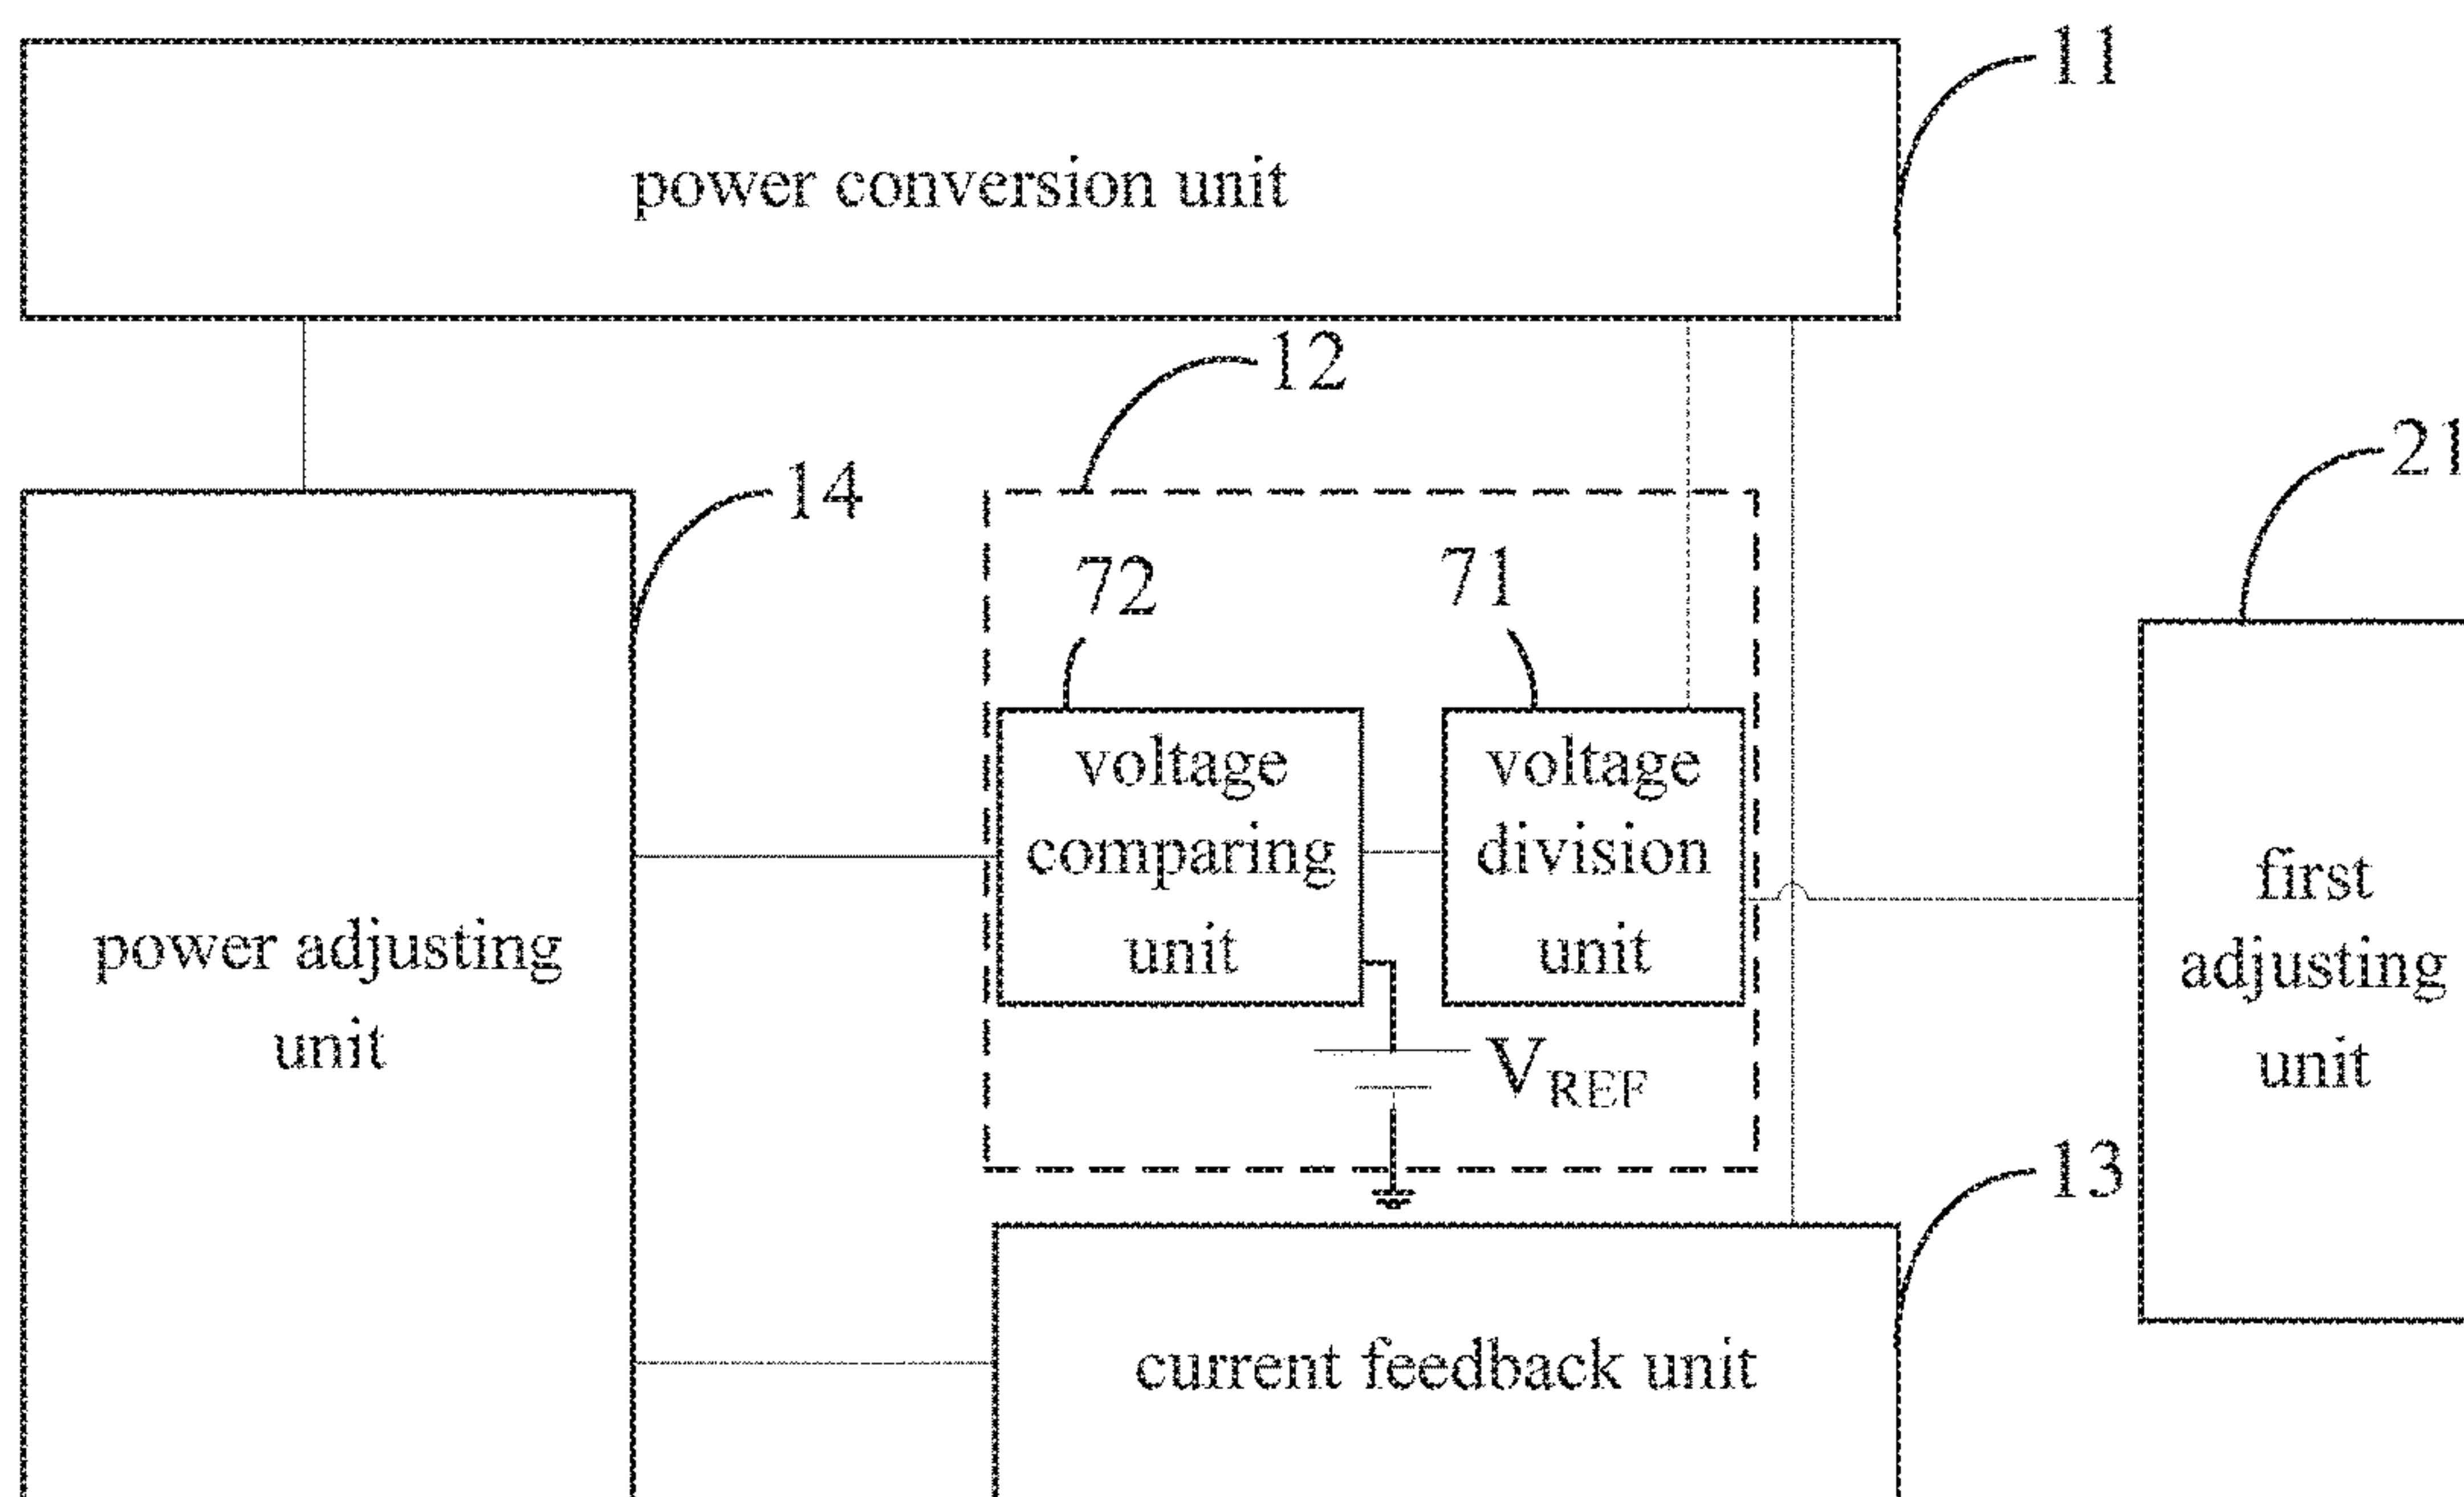 11
power conversion unit
12
21
14
72
71
voltage
comparing
unit
voltage
division
unit
first
adjusting
unit
power adjusting
unit
VREF
13
current feedback unit